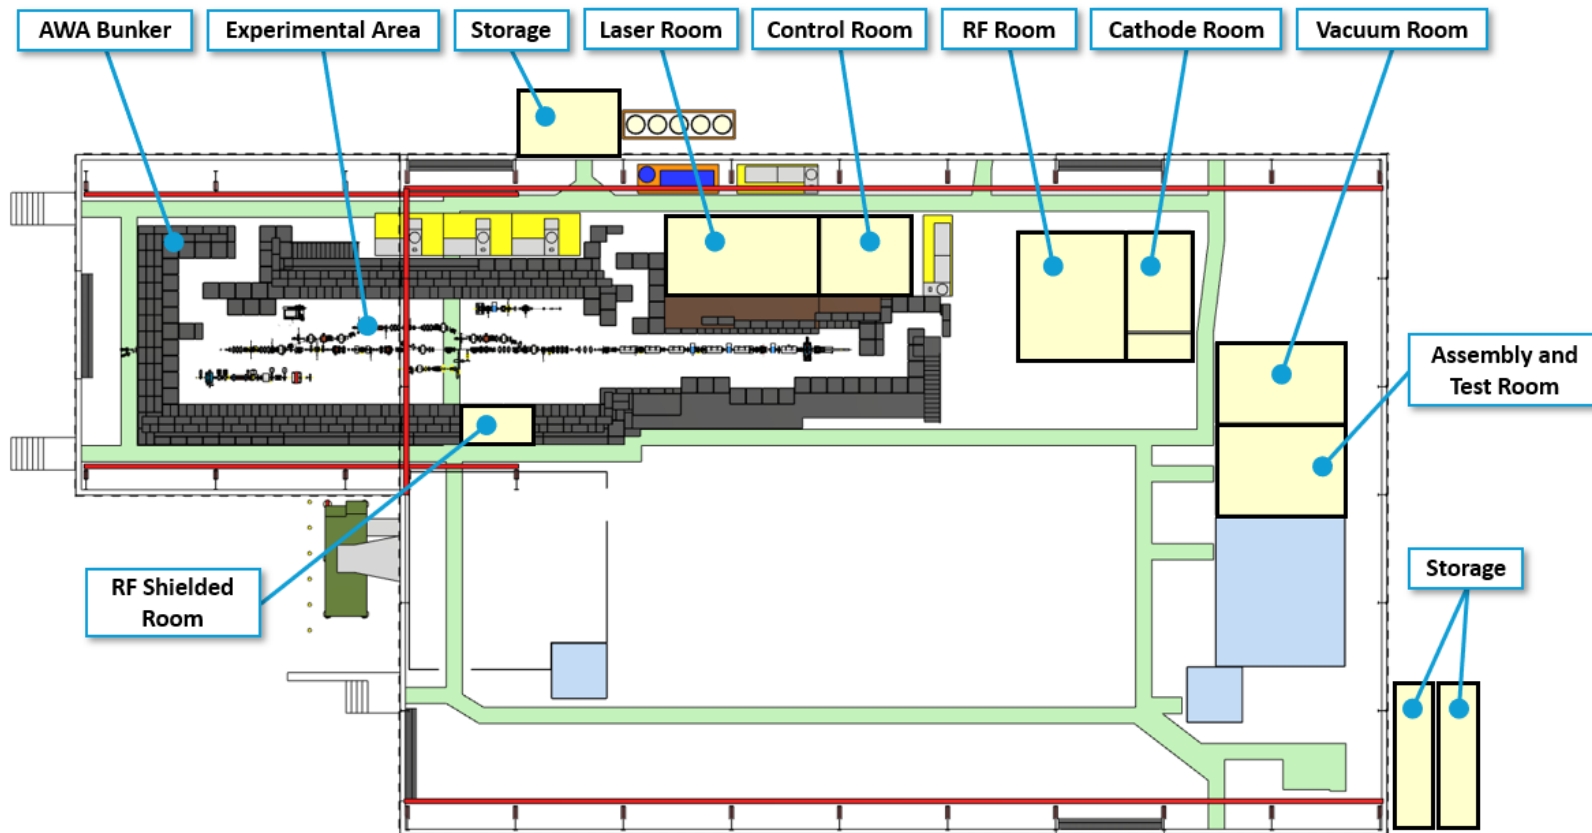 AWA Bunker
Experimental Area
Storage
Laser Room
Control Room
RF Room
Cathode Room
Vacuum Room
Assembly and
Test Room
Storage
RF Shielded
Room